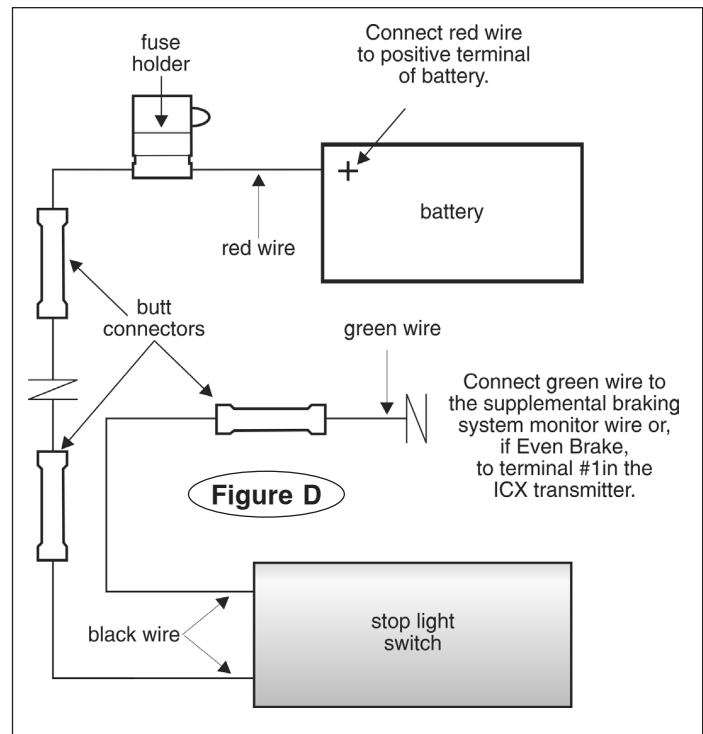 fuse
holder
Connect red wire
to positive terminal
of battery.
+
battery
red wire
butt
connectors
green wire
Connect green wire to
the supplemental braking
system monitor wire or,
if Even Brake,
to terminal #1in the
ICX transmitter.
Figure D
black wire
stop light
switch